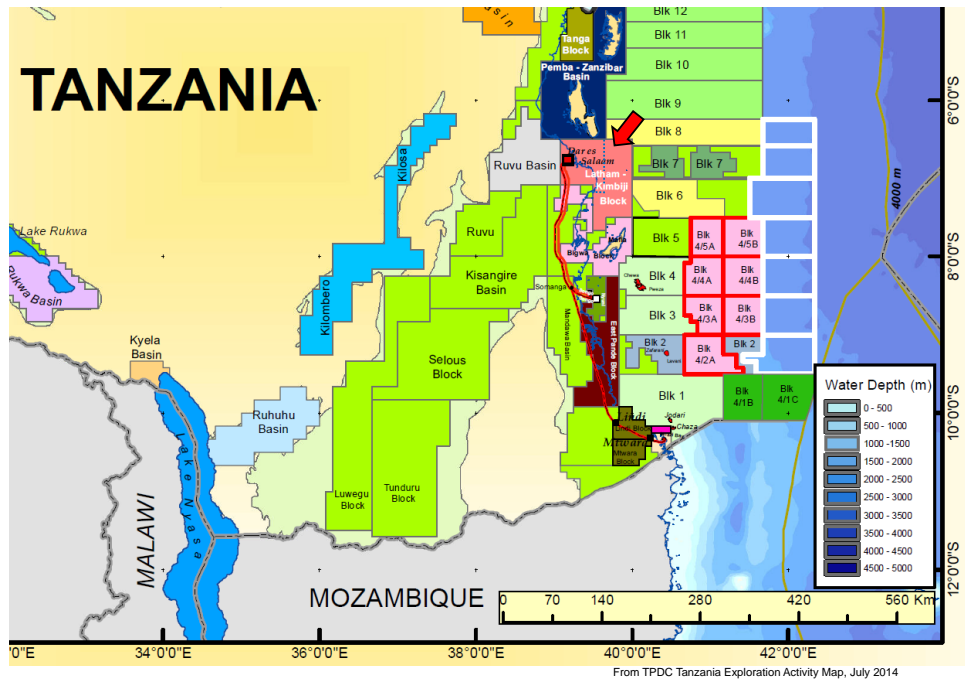 asin
Blk 12
Tanga
Block
Blk 11
Blk 10
Pemba - Zanzibar
Basin
TANZANIA
Blk 9
6°0'0"S
Blk 8
Dares
Salaam
Ruvu Basin
Latham -
Kimbiji
Block
Blk 7
Blk 7
Kilosa
Blk 6
4000 m
Lake Rukwa
Rukwa Basin
Ruvu
Mafia
Bigwa
Block
Blk 5
Blk
4/5A
Blk
4/5B
8°0'0"S
Kisangire
Basin
Somanga
Blk 4
Blk
4/4A
Blk
4/4B
Kilombero
Mandawa Basin
East Pande Block
Blk 3
Blk
4/3A
Blk
4/3B
Kyela
Basin
Selous
Block
Blk 2
Blk
4/2A
Blk 2
Lavani
Water Depth (m)
0 - 500
500 - 1000
1000 -1500
1500 - 2000
2000 - 2500
2500 - 3000
3000 - 3500
3500 - 4000
4000 - 4500
4500 - 5000
Ruhuhu
Basin
Blk 1
Blk
4/1B
Blk
4/1C
10°0'0"S
Lindi
Lindi Block
Jodari
Chaza
Mtwara
Mtwara
Block
Lake Nyasa
MALAWI
Luwegu
Block
Tunduru
Block
12°0'0"S
MOZAMBIQUE
0 70 140 280 420 560 Km
0'0"E 34°0'0"E 36°0'0"E 38°0'0"E 40°0'0"E 42°0'0"E
From TPDC Tanzania Exploration Activity Map, July 2014